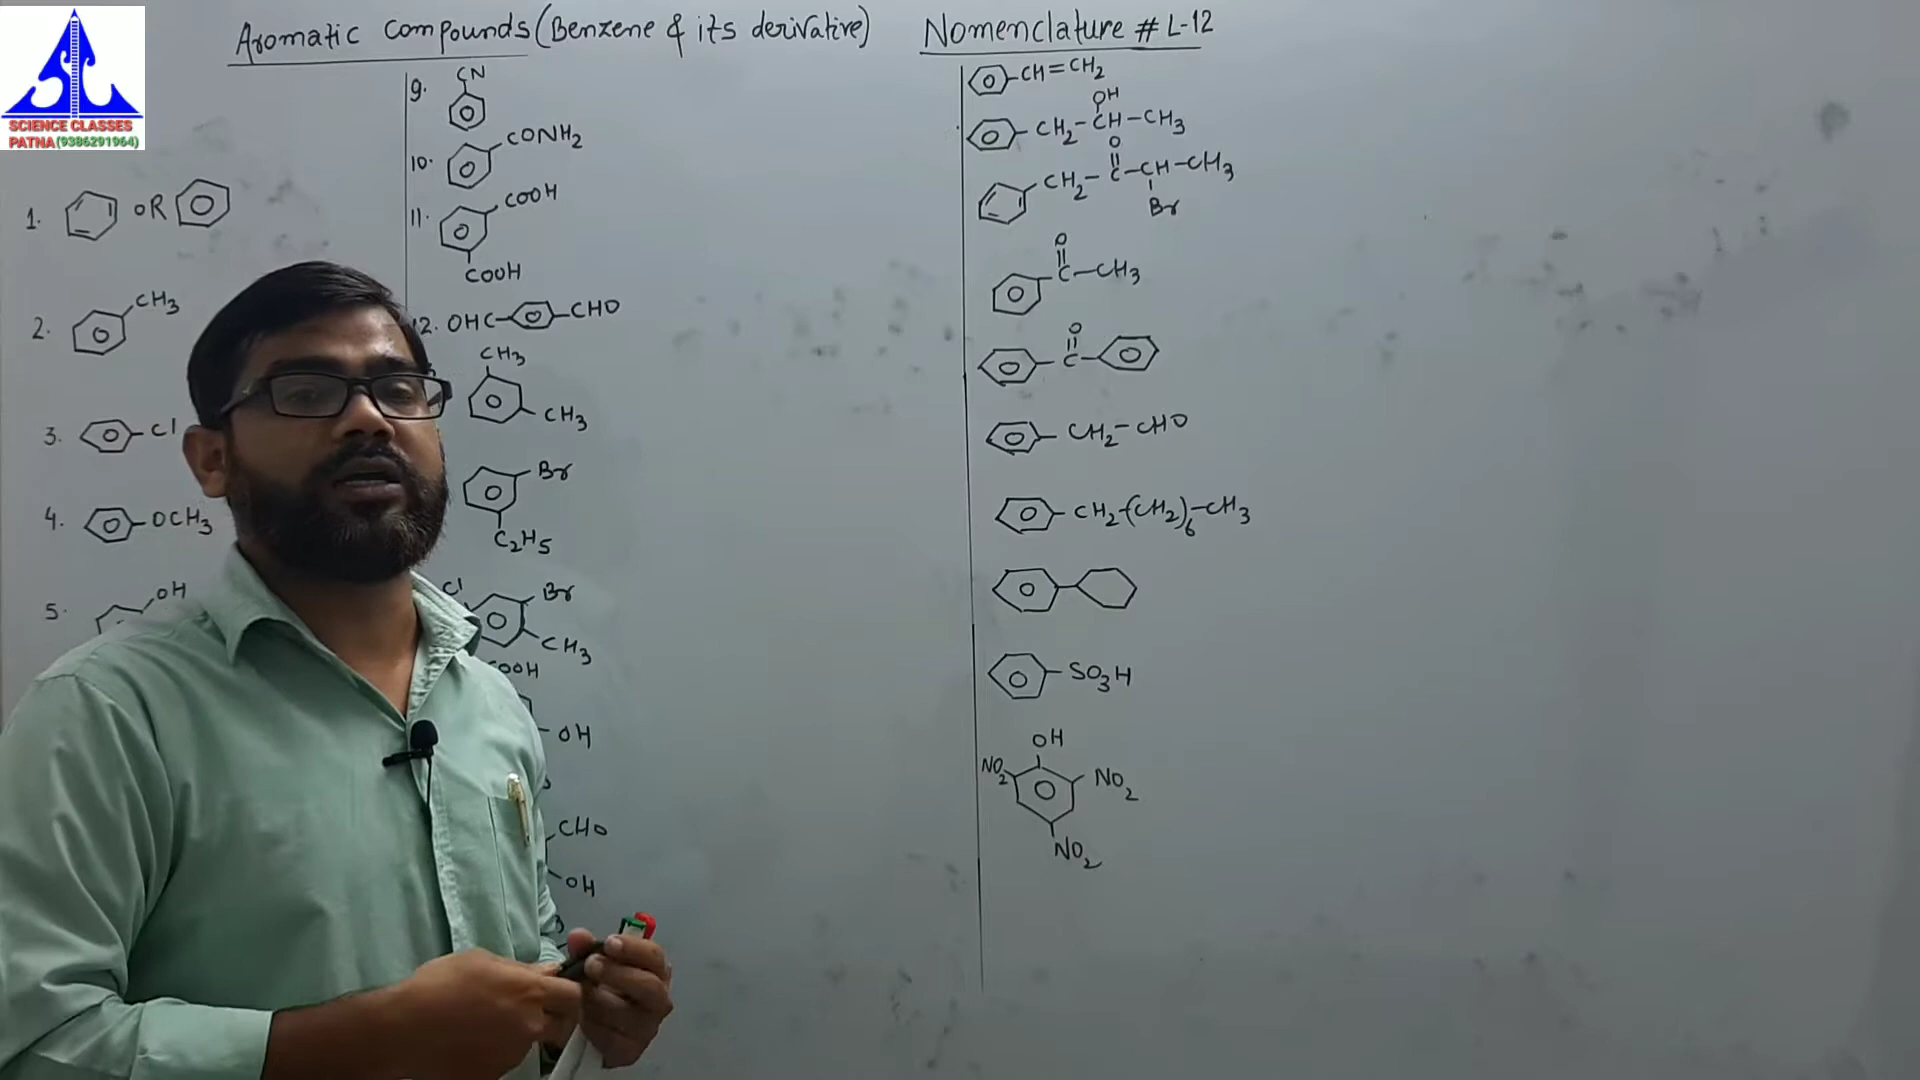 SCIENCE CLASSES
PATNA(9386291964)
Aromatic Compounds (Benzene & its derivative) Nomenclature # L-12
1. OR
2. CH3
3. Cl
4. OCH3
5. OH
9. CN
10. CONH2
11. COOH
COOH
12. OHC CHO
CH3
CH3
Br
C2H5
Cl Br
CH3
COOH
OH
CHO
OH
CH=CH2
OH
CH2-CH-CH3
O
CH2-C-CH-CH3
Br
O
C-CH3
O
C
CH2-CHO
CH2-(CH2)6-CH3
SO3H
OH
NO2 NO2
NO2